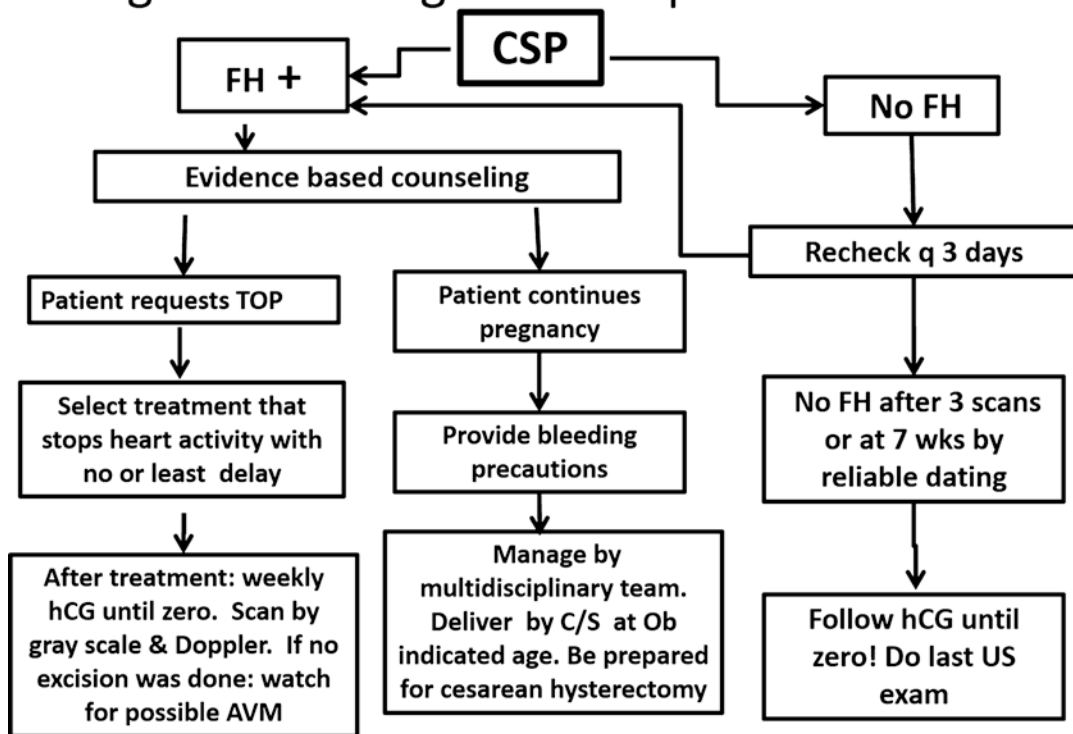 CSP
FH +
No FH
Evidence based counseling
Recheck q 3 days
Patient requests TOP
Patient continues
pregnancy
Select treatment that
stops heart activity with
no or least delay
Provide bleeding
precautions
No FH after 3 scans
or at 7 wks by
reliable dating
After treatment: weekly
hCG until zero. Scan by
gray scale & Doppler. If no
excision was done: watch
for possible AVM
Manage by
multidisciplinary team.
Deliver by C/S at Ob
indicated age. Be prepared
for cesarean hysterectomy
Follow hCG until
zero! Do last US
exam